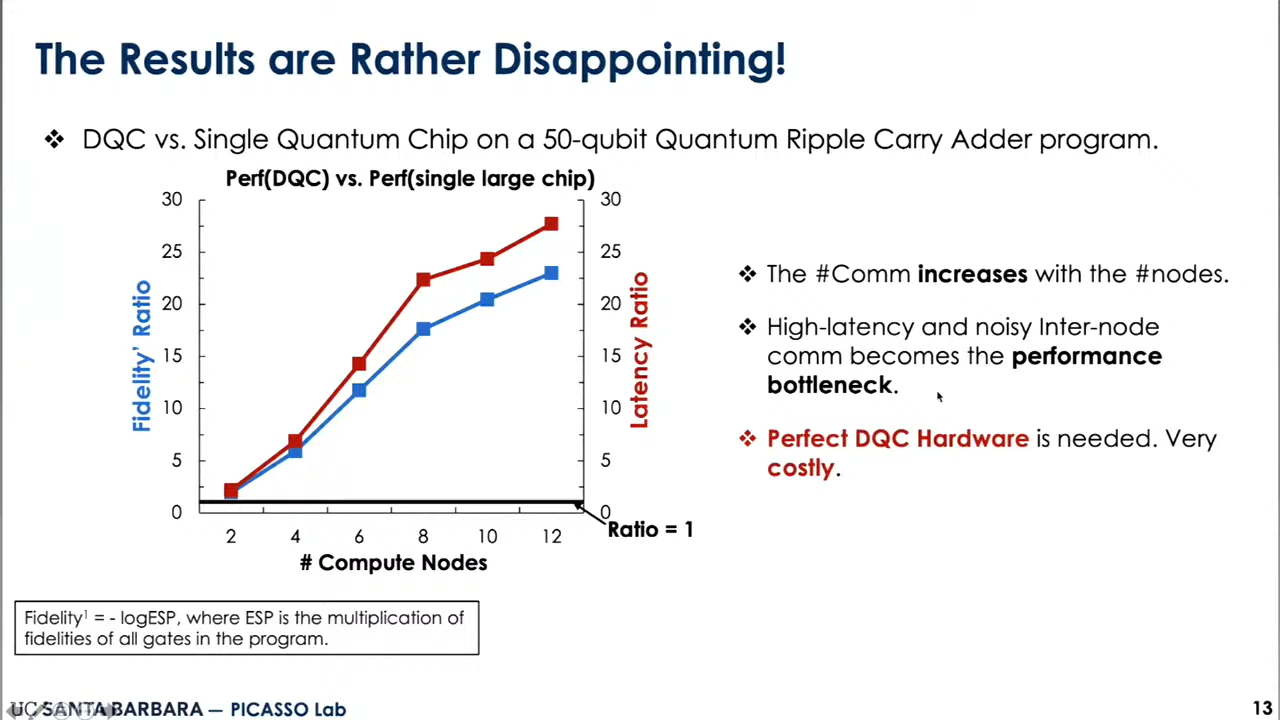 The Results are Rather Disappointing!
❖ DQC vs. Single Quantum Chip on a 50-qubit Quantum Ripple Carry Adder program.
Perf(DQC) vs. Perf(single large chip)
30
25
20
15
10
5
0
Fidelity’ Ratio
30
25
20
15
10
5
0
Latency Ratio
Ratio = 1
2 4 6 8 10 12
# Compute Nodes
❖ The #Comm increases with the #nodes.
❖ High-latency and noisy Inter-node
comm becomes the performance
bottleneck.
❖ Perfect DQC Hardware is needed. Very
costly.
Fidelity¹ = - logESP, where ESP is the multiplication of
fidelities of all gates in the program.
UC SANTA BARBARA — PICASSO Lab
13